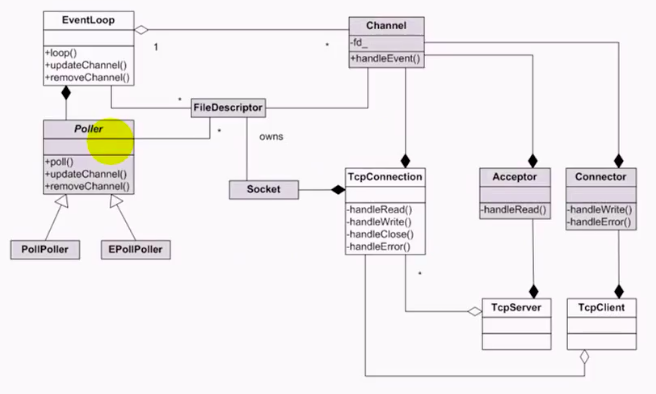 EventLoop
+loop()
+updateChannel()
+removeChannel()
1
*
Channel
-fd_
+handleEvent()
*
FileDescriptor
*
owns
Poller
+poll()
+updateChannel()
+removeChannel()
PollPoller
EPollPoller
Socket
TcpConnection
-handleRead()
-handleWrite()
-handleClose()
-handleError()
*
Acceptor
-handleRead()
Connector
-handleWrite()
-handleError()
TcpServer
TcpClient